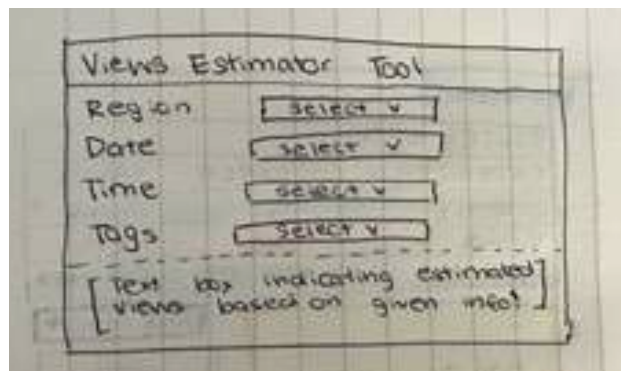 Views Estimator Tool
Region select v
Date select v
Time select v
Tags select v
[Text box indicating estimated
views based on given info!]